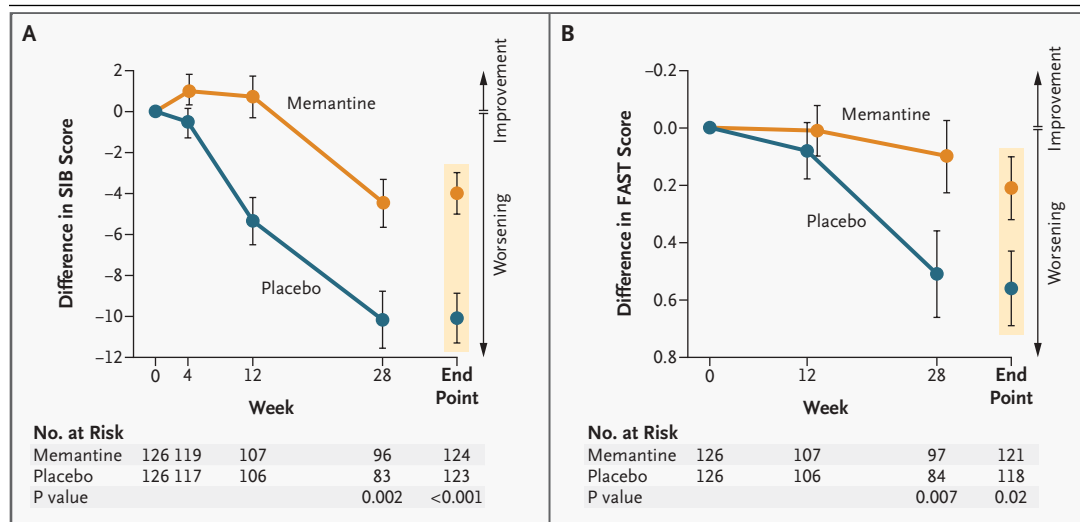 A
2
0
−2
−4
−6
−8
−10
−12
Difference in SIB Score
Memantine
Placebo
Improvement
Worsening
0 4 12 28 End Point
Week
No. at Risk
Memantine 126 119 107 96 124
Placebo 126 117 106 83 123
P value 0.002 <0.001
B
−0.2
0.0
0.2
0.4
0.6
0.8
Difference in FAST Score
Memantine
Placebo
Improvement
Worsening
0 12 28 End Point
Week
No. at Risk
Memantine 126 107 97 121
Placebo 126 106 84 118
P value 0.007 0.02